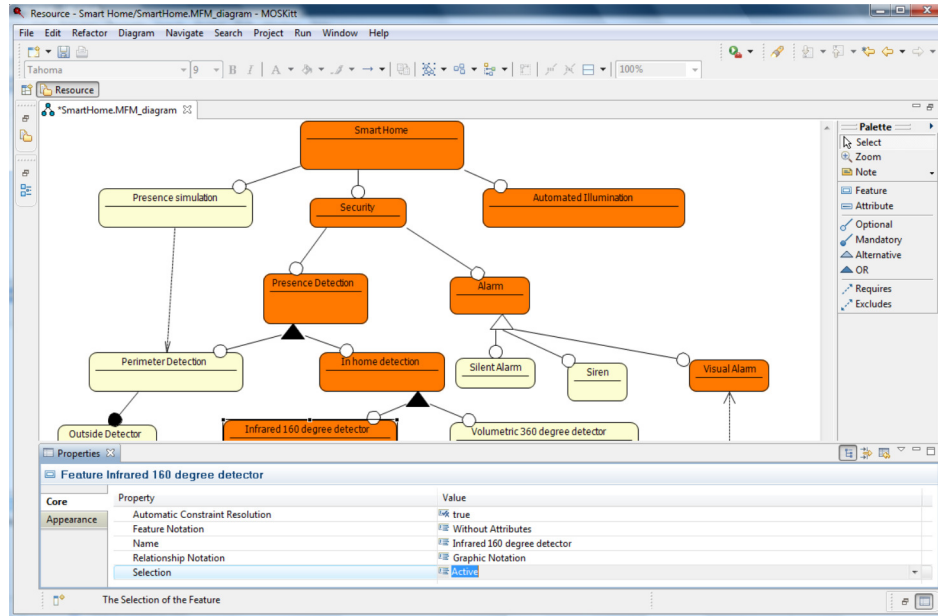 Resource - Smart Home/SmartHome.MFM_diagram - MOSKitt
File Edit Refactor Diagram Navigate Search Project Run Window Help
Tahoma 9 B I A 100%
Resource
*SmartHome.MFM_diagram
Smart Home
Presence simulation
Security
Automated Illumination
Presence Detection
Alarm
Perimeter Detection
In home detection
Silent Alarm
Siren
Visual Alarm
Outside Detector
Infrared 160 degree detector
Volumetric 360 degree detector
Palette
Select
Zoom
Note
Feature
Attribute
Optional
Mandatory
Alternative
OR
Requires
Excludes
Properties
Feature Infrared 160 degree detector
Core
Appearance
Property Value
Automatic Constraint Resolution true
Feature Notation Without Attributes
Name Infrared 160 degree detector
Relationship Notation Graphic Notation
Selection Active
The Selection of the Feature